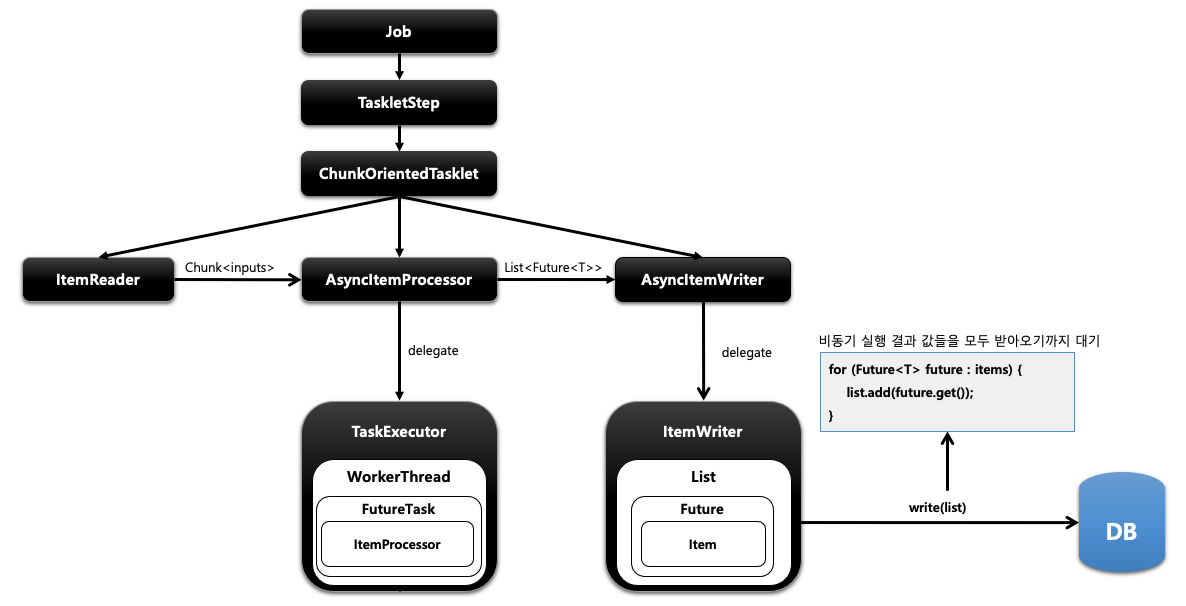 Job
TaskletStep
ChunkOrientedTasklet
ItemReader
Chunk<inputs>
AsyncItemProcessor
List<Future<T>>
AsyncItemWriter
delegate
delegate
비동기 실행 결과 값들을 모두 받아오기까지 대기
for (Future<T> future : items) {
list.add(future.get());
}
TaskExecutor
WorkerThread
FutureTask
ItemProcessor
ItemWriter
List
Future
Item
write(list)
DB